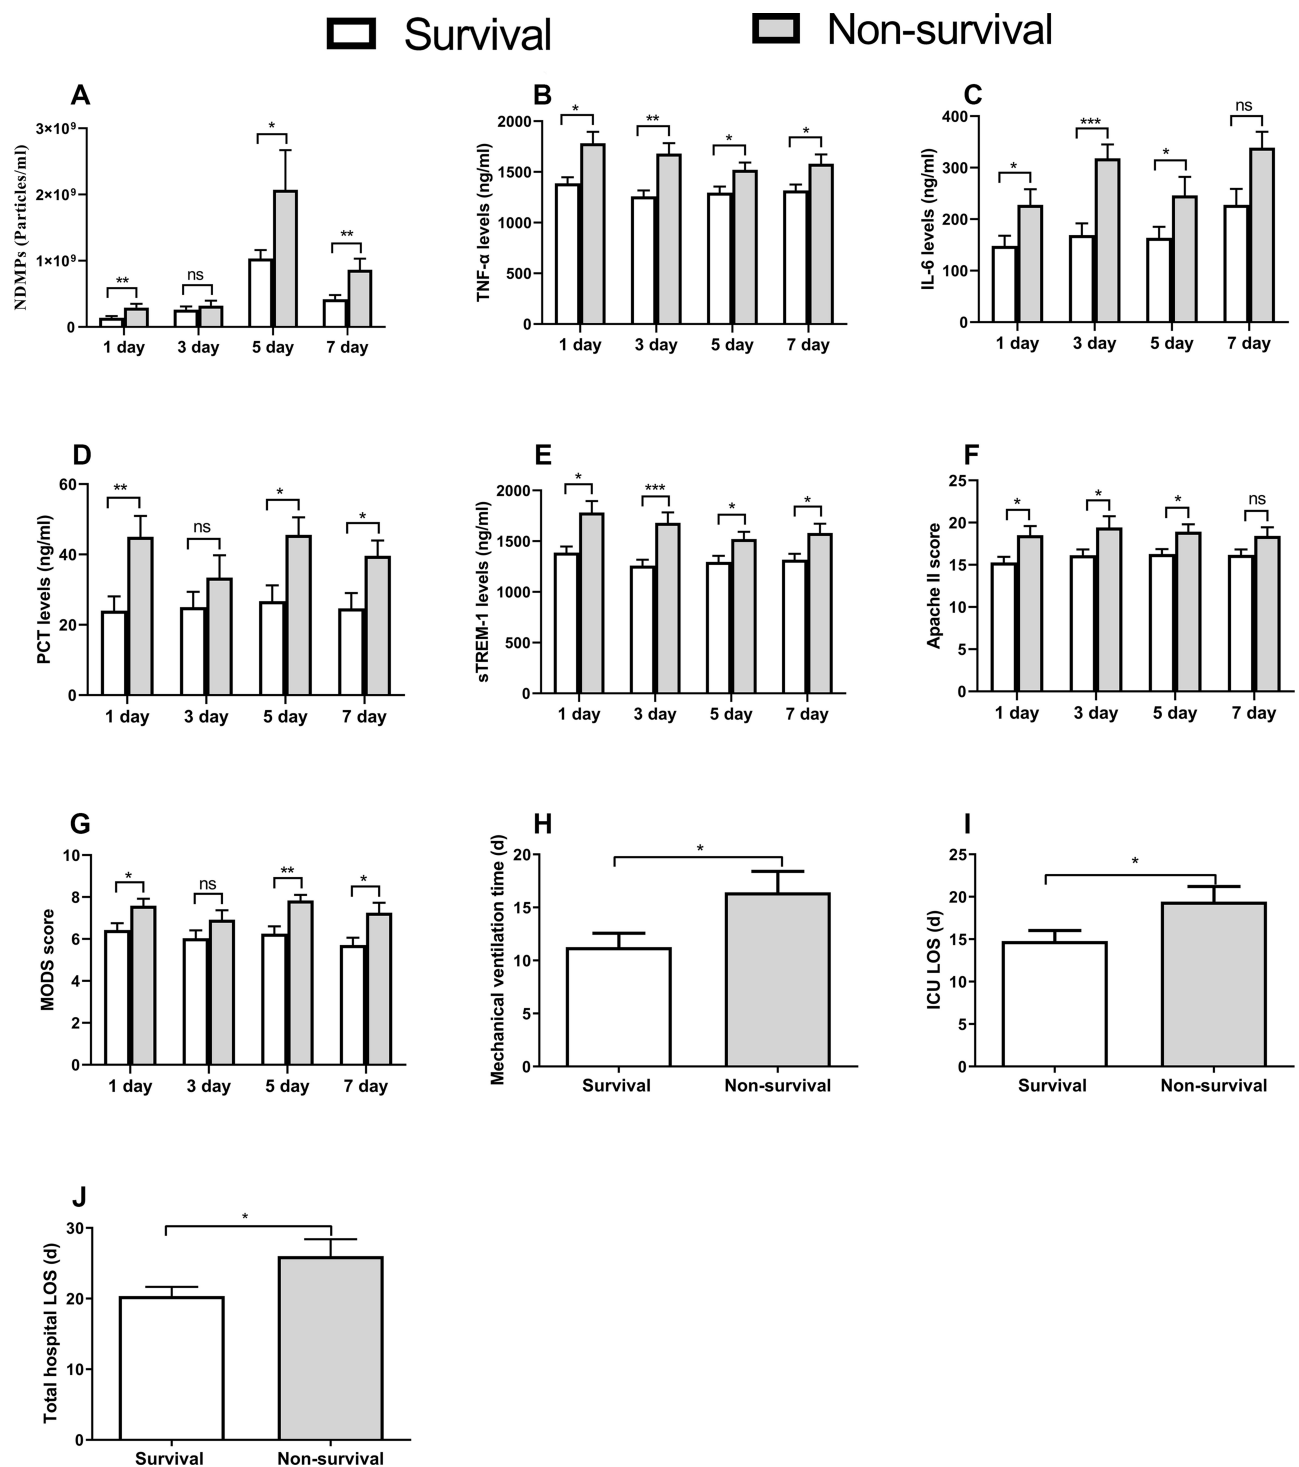 Survival
Non-survival
A
NDMPs (Particles/ml)
3×10⁹
2×10⁹
1×10⁹
0
**
ns
*
**
1 day
3 day
5 day
7 day
B
TNF-α levels (ng/ml)
2000
1500
1000
500
0
*
**
*
*
1 day
3 day
5 day
7 day
C
IL-6 levels (ng/ml)
400
300
200
100
0
*
***
*
ns
1 day
3 day
5 day
7 day
D
PCT levels (ng/ml)
60
40
20
0
**
ns
*
*
1 day
3 day
5 day
7 day
E
sTREM-1 levels (ng/ml)
2000
1500
1000
500
0
*
***
*
*
1 day
3 day
5 day
7 day
F
Apache II score
25
20
15
10
5
0
*
*
*
ns
1 day
3 day
5 day
7 day
G
MODS score
10
8
6
4
2
0
*
ns
**
*
1 day
3 day
5 day
7 day
H
Mechanical ventilation time (d)
20
15
10
5
0
*
Survival
Non-survival
I
ICU LOS (d)
25
20
15
10
5
0
*
Survival
Non-survival
J
Total hospital LOS (d)
30
20
10
0
*
Survival
Non-survival